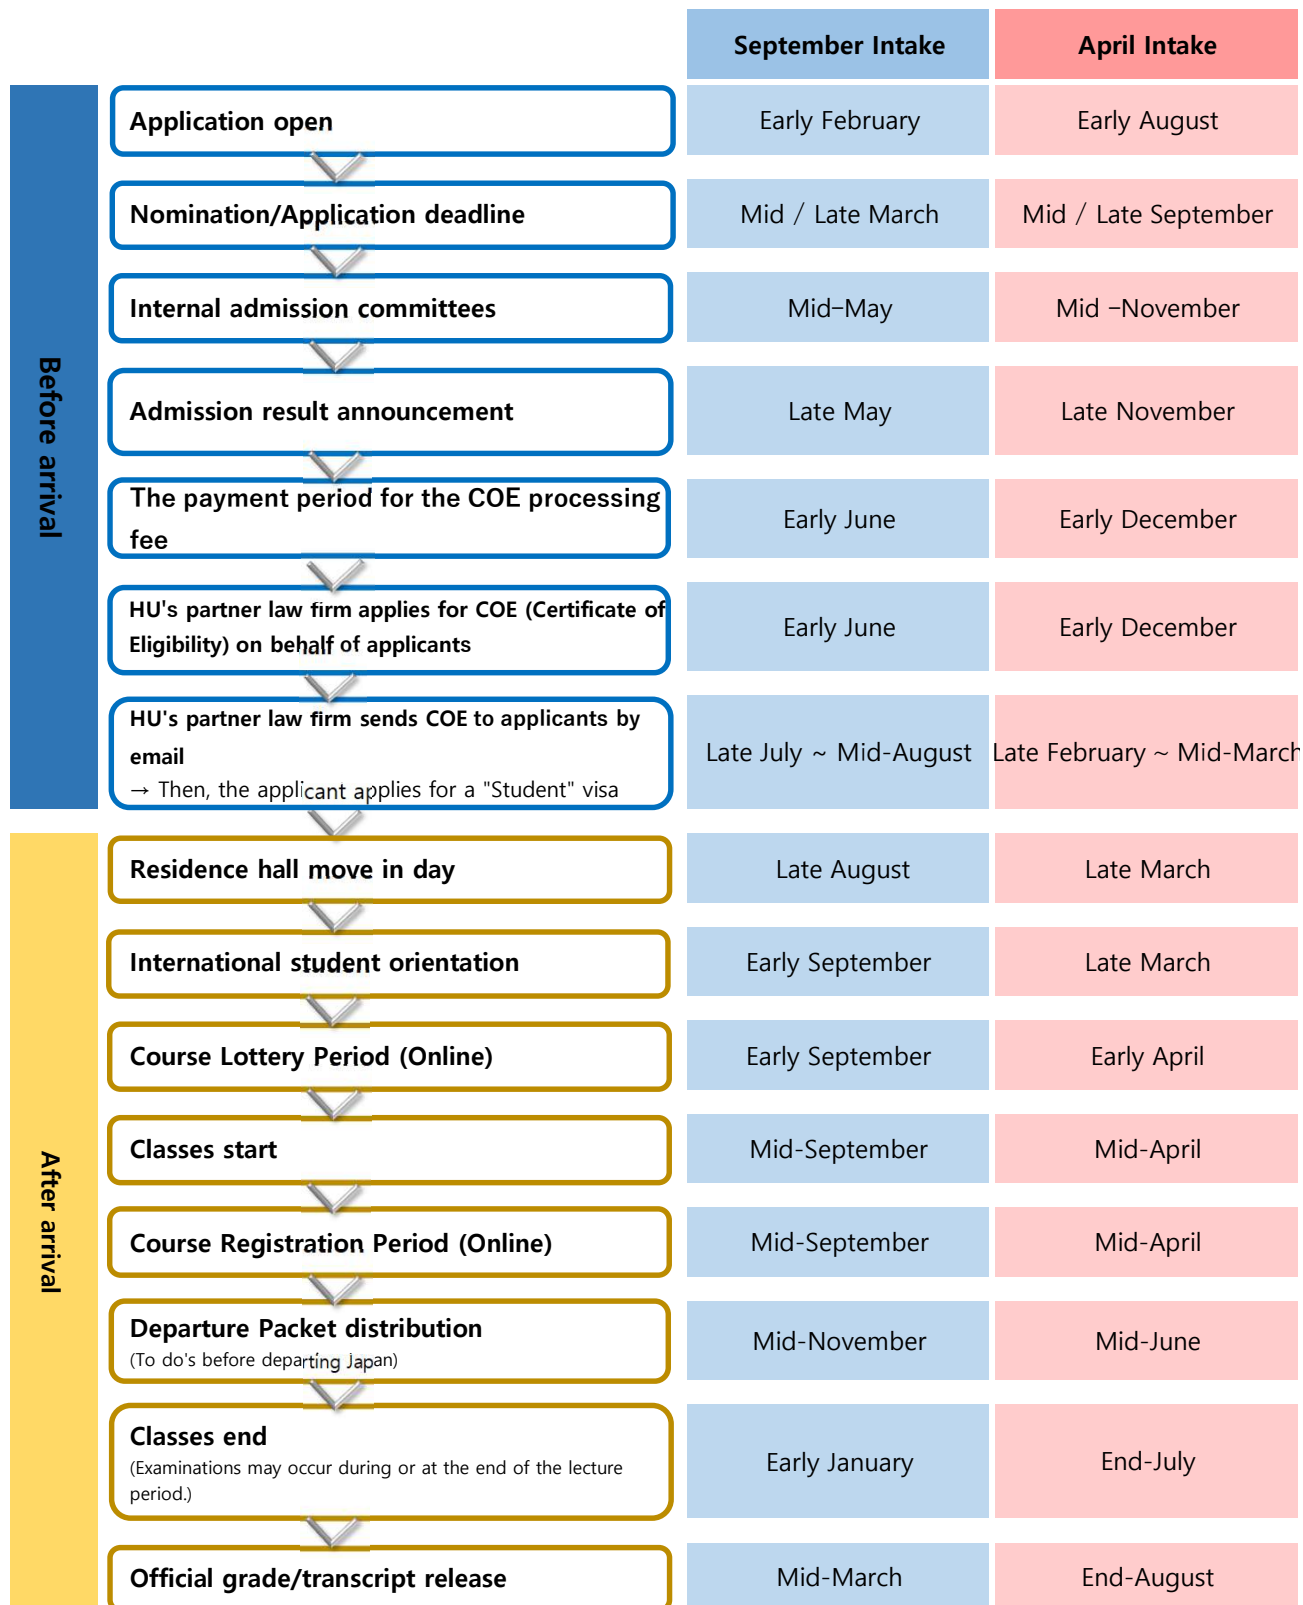 September Intake
April Intake
Before arrival
Application open
Early February
Early August
Nomination/Application deadline
Mid / Late March
Mid / Late September
Internal admission committees
Mid–May
Mid –November
Admission result announcement
Late May
Late November
The payment period for the COE processing
fee
Early June
Early December
HU's partner law firm applies for COE (Certificate of
Eligibility) on behalf of applicants
Early June
Early December
HU's partner law firm sends COE to applicants by
email
→ Then, the applicant applies for a "Student" visa
Late July ~ Mid-August
Late February ~ Mid-March
After arrival
Residence hall move in day
Late August
Late March
International student orientation
Early September
Late March
Course Lottery Period (Online)
Early September
Early April
Classes start
Mid-September
Mid-April
Course Registration Period (Online)
Mid-September
Mid-April
Departure Packet distribution
(To do's before departing Japan)
Mid-November
Mid-June
Classes end
(Examinations may occur during or at the end of the lecture
period.)
Early January
End-July
Official grade/transcript release
Mid-March
End-August